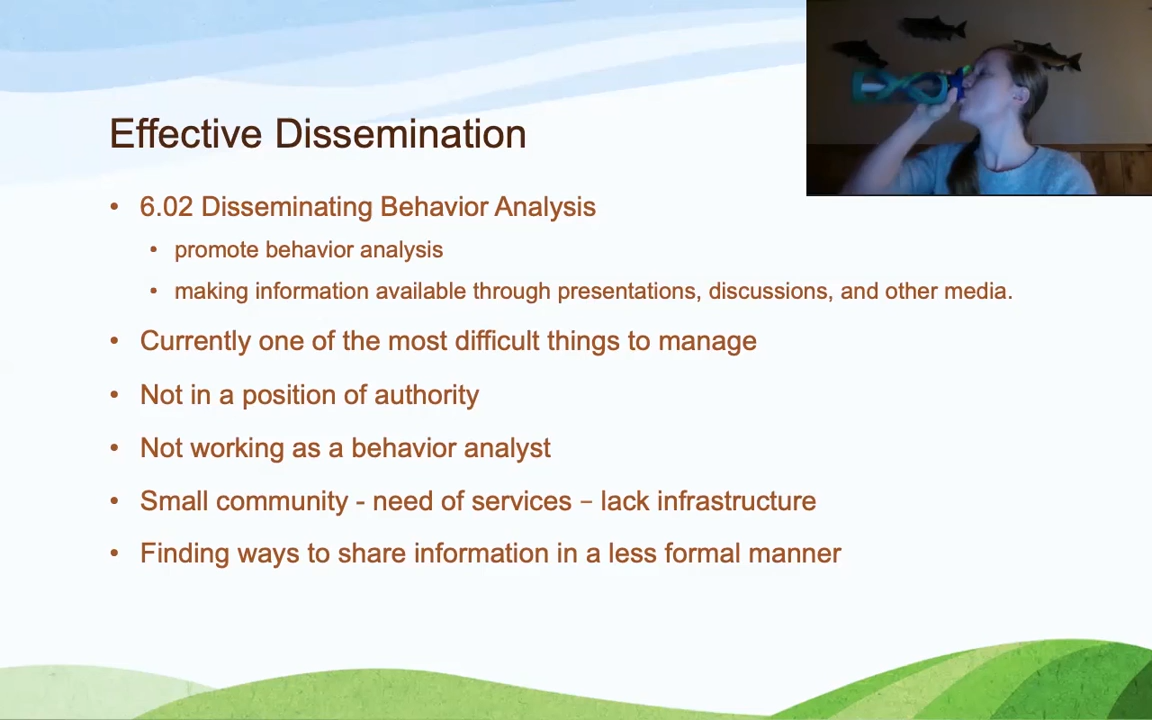 Effective Dissemination
• 6.02 Disseminating Behavior Analysis
• promote behavior analysis
• making information available through presentations, discussions, and other media.
• Currently one of the most difficult things to manage
• Not in a position of authority
• Not working as a behavior analyst
• Small community - need of services – lack infrastructure
• Finding ways to share information in a less formal manner